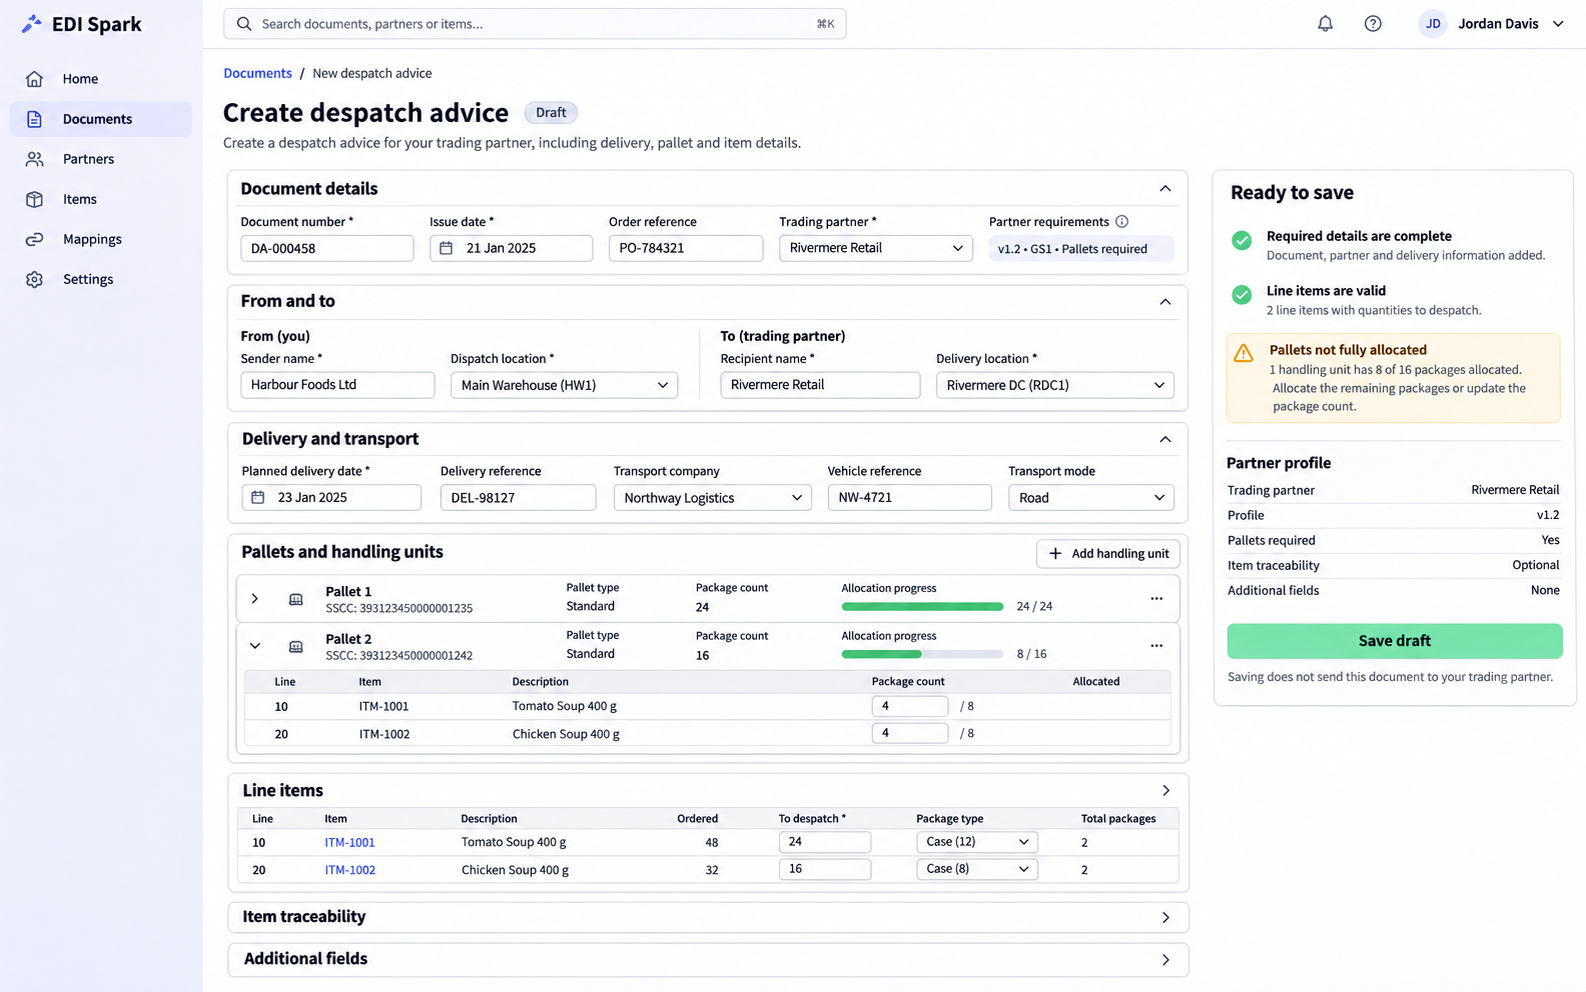 EDI Spark
Search documents, partners or items...
⌘K
JD
Jordan Davis
Home
Documents
Partners
Items
Mappings
Settings
Documents / New despatch advice
Create despatch advice
Draft
Create a despatch advice for your trading partner, including delivery, pallet and item details.
Document details
Document number * Issue date * Order reference Trading partner * Partner requirements
DA-000458 21 Jan 2025 PO-784321 Rivermere Retail v1.2 • GS1 • Pallets required
From and to
From (you)
Sender name * Dispatch location *
Harbour Foods Ltd Main Warehouse (HW1)
To (trading partner)
Recipient name * Delivery location *
Rivermere Retail Rivermere DC (RDC1)
Delivery and transport
Planned delivery date * Delivery reference Transport company Vehicle reference Transport mode
23 Jan 2025 DEL-98127 Northway Logistics NW-4721 Road
Pallets and handling units
Add handling unit
Pallet 1 Pallet type Package count Allocation progress
SSCC: 393123450000001235 Standard 24 24 / 24
Pallet 2 Pallet type Package count Allocation progress
SSCC: 393123450000001242 Standard 16 8 / 16
Line Item Description Package count Allocated
10 ITM-1001 Tomato Soup 400 g 4 / 8
20 ITM-1002 Chicken Soup 400 g 4 / 8
Line items
Line Item Description Ordered To despatch * Package type Total packages
10 ITM-1001 Tomato Soup 400 g 48 24 Case (12) 2
20 ITM-1002 Chicken Soup 400 g 32 16 Case (8) 2
Item traceability
Additional fields
Ready to save
Required details are complete
Document, partner and delivery information added.
Line items are valid
2 line items with quantities to despatch.
Pallets not fully allocated
1 handling unit has 8 of 16 packages allocated.
Allocate the remaining packages or update the
package count.
Partner profile
Trading partner Rivermere Retail
Profile v1.2
Pallets required Yes
Item traceability Optional
Additional fields None
Save draft
Saving does not send this document to your trading partner.